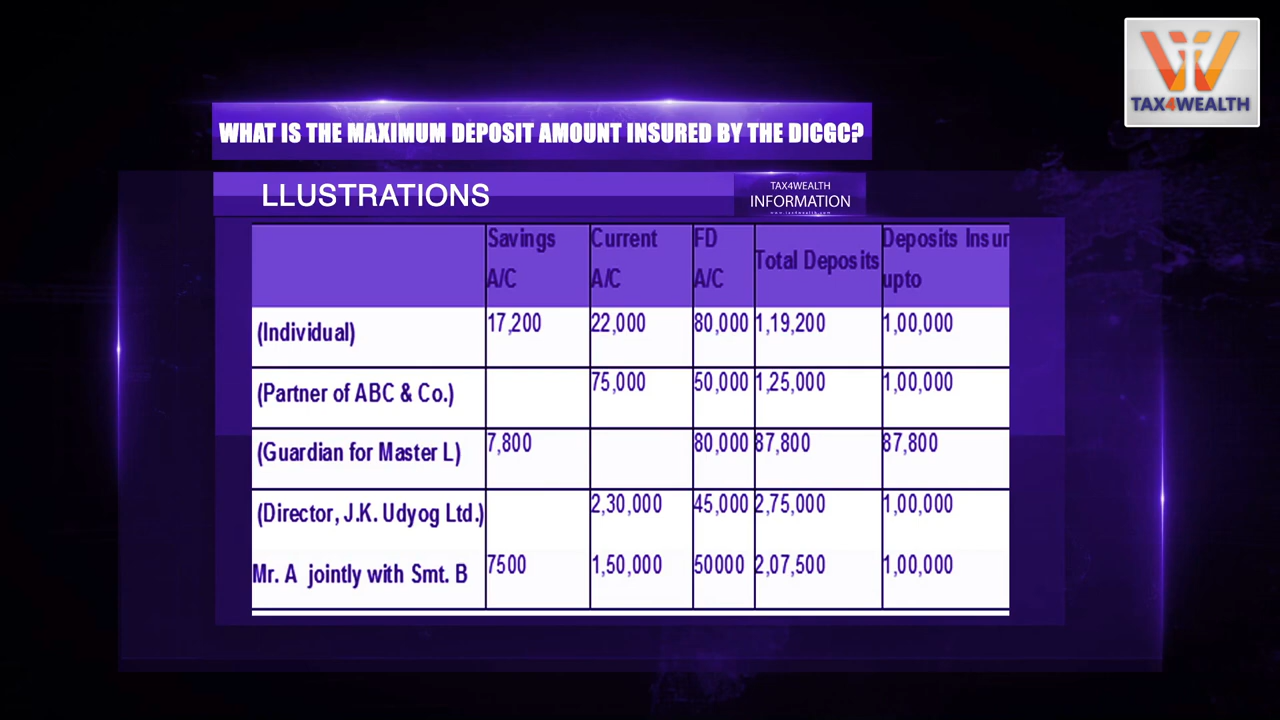 TAX4WEALTH
WHAT IS THE MAXIMUM DEPOSIT AMOUNT INSURED BY THE DICGC?
LLUSTRATIONS
TAX4WEALTH
INFORMATION
www.tax4wealth.com
Savings A/C Current A/C FD A/C Total Deposits Deposits Insur upto
(Individual) 17,200 22,000 80,000 1,19,200 1,00,000
(Partner of ABC & Co.) 75,000 50,000 1,25,000 1,00,000
(Guardian for Master L) 7,800 80,000 87,800 87,800
(Director, J.K. Udyog Ltd.) 2,30,000 45,000 2,75,000 1,00,000
Mr. A jointly with Smt. B 7500 1,50,000 50000 2,07,500 1,00,000